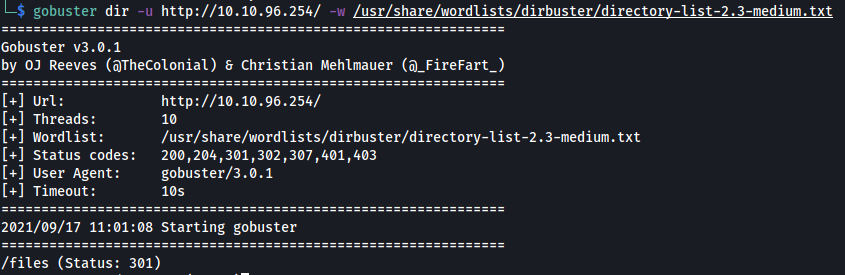 $ gobuster dir -u http://10.10.96.254/ -w /usr/share/wordlists/dirbuster/directory-list-2.3-medium.txt
===============================================================
Gobuster v3.0.1
by OJ Reeves (@TheColonial) & Christian Mehlmauer (@_FireFart_)
===============================================================
[+] Url:            http://10.10.96.254/
[+] Threads:        10
[+] Wordlist:       /usr/share/wordlists/dirbuster/directory-list-2.3-medium.txt
[+] Status codes:   200,204,301,302,307,401,403
[+] User Agent:     gobuster/3.0.1
[+] Timeout:        10s
===============================================================
2021/09/17 11:01:08 Starting gobuster
===============================================================
/files (Status: 301)